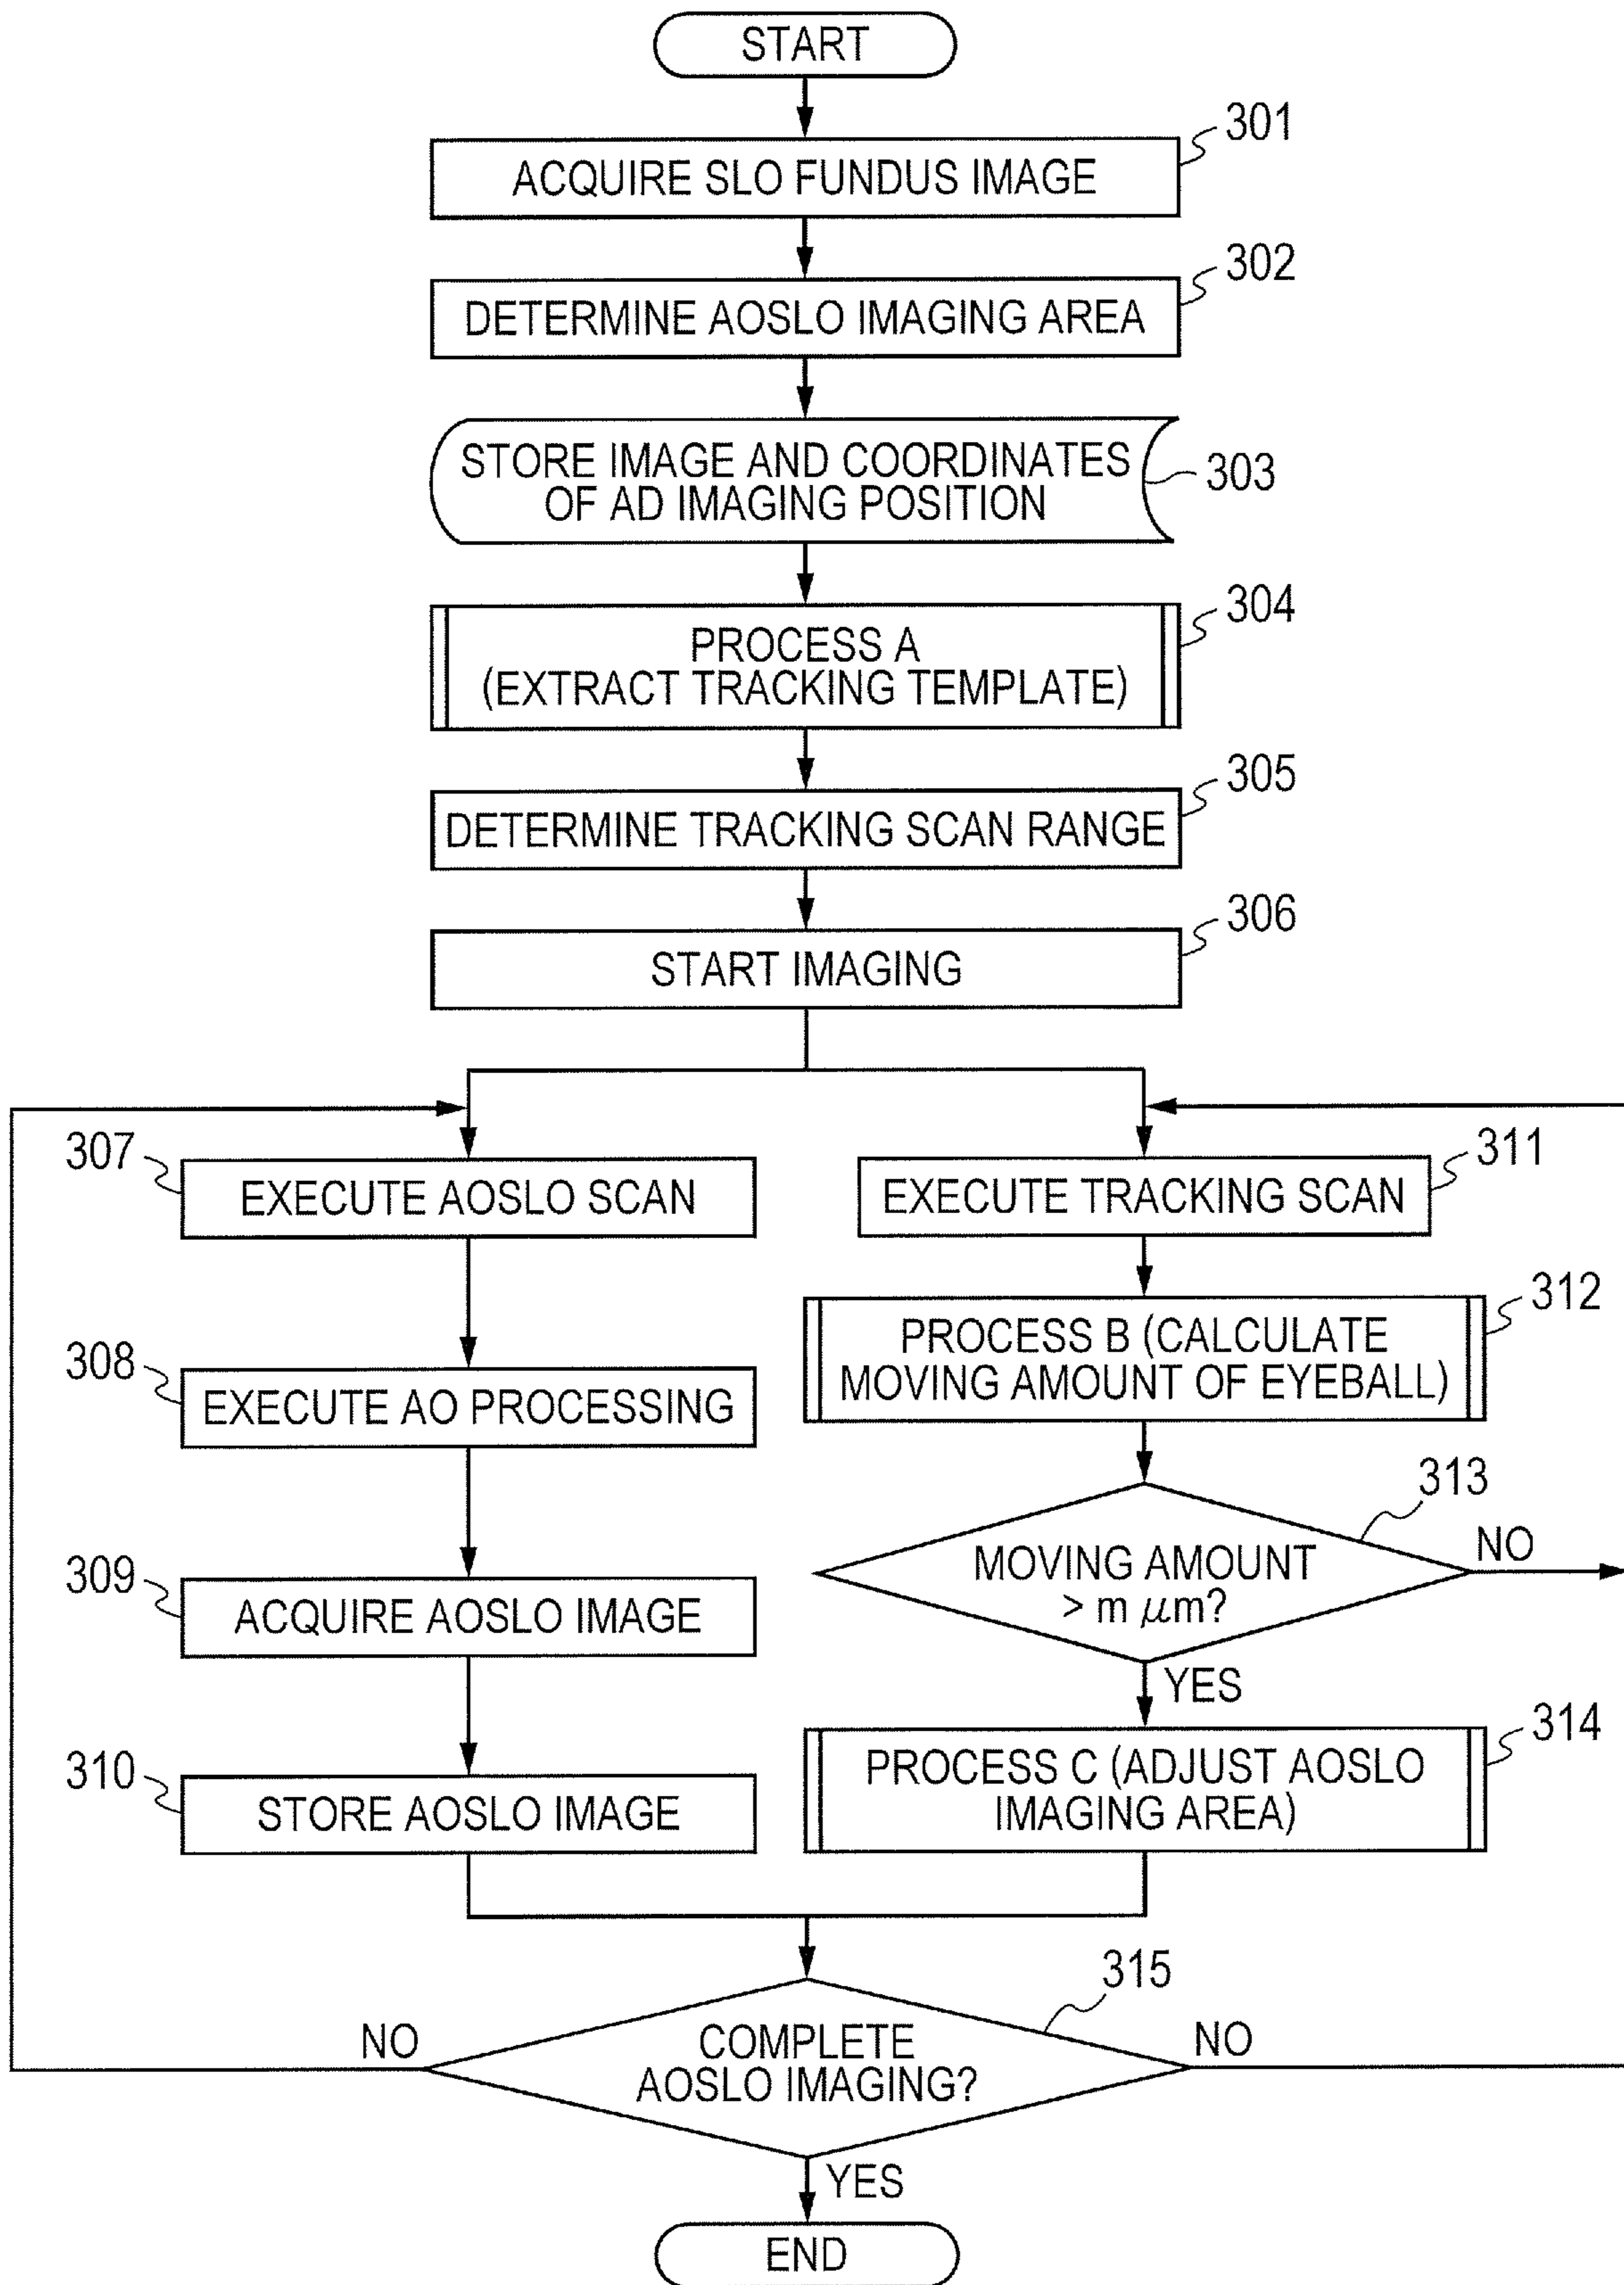 START
301
ACQUIRE SLO FUNDUS IMAGE
302
DETERMINE AOSLO IMAGING AREA
STORE IMAGE AND COORDINATES
OF AD IMAGING POSITION
303
304
PROCESS A
(EXTRACT TRACKING TEMPLATE)
305
DETERMINE TRACKING SCAN RANGE
306
START IMAGING
307
EXECUTE AOSLO SCAN
308
EXECUTE AO PROCESSING
309
ACQUIRE AOSLO IMAGE
310
STORE AOSLO IMAGE
311
EXECUTE TRACKING SCAN
312
PROCESS B (CALCULATE
MOVING AMOUNT OF EYEBALL)
313
MOVING AMOUNT
> m μm?
NO
YES
314
PROCESS C (ADJUST AOSLO
IMAGING AREA)
315
COMPLETE
AOSLO IMAGING?
NO
NO
YES
END